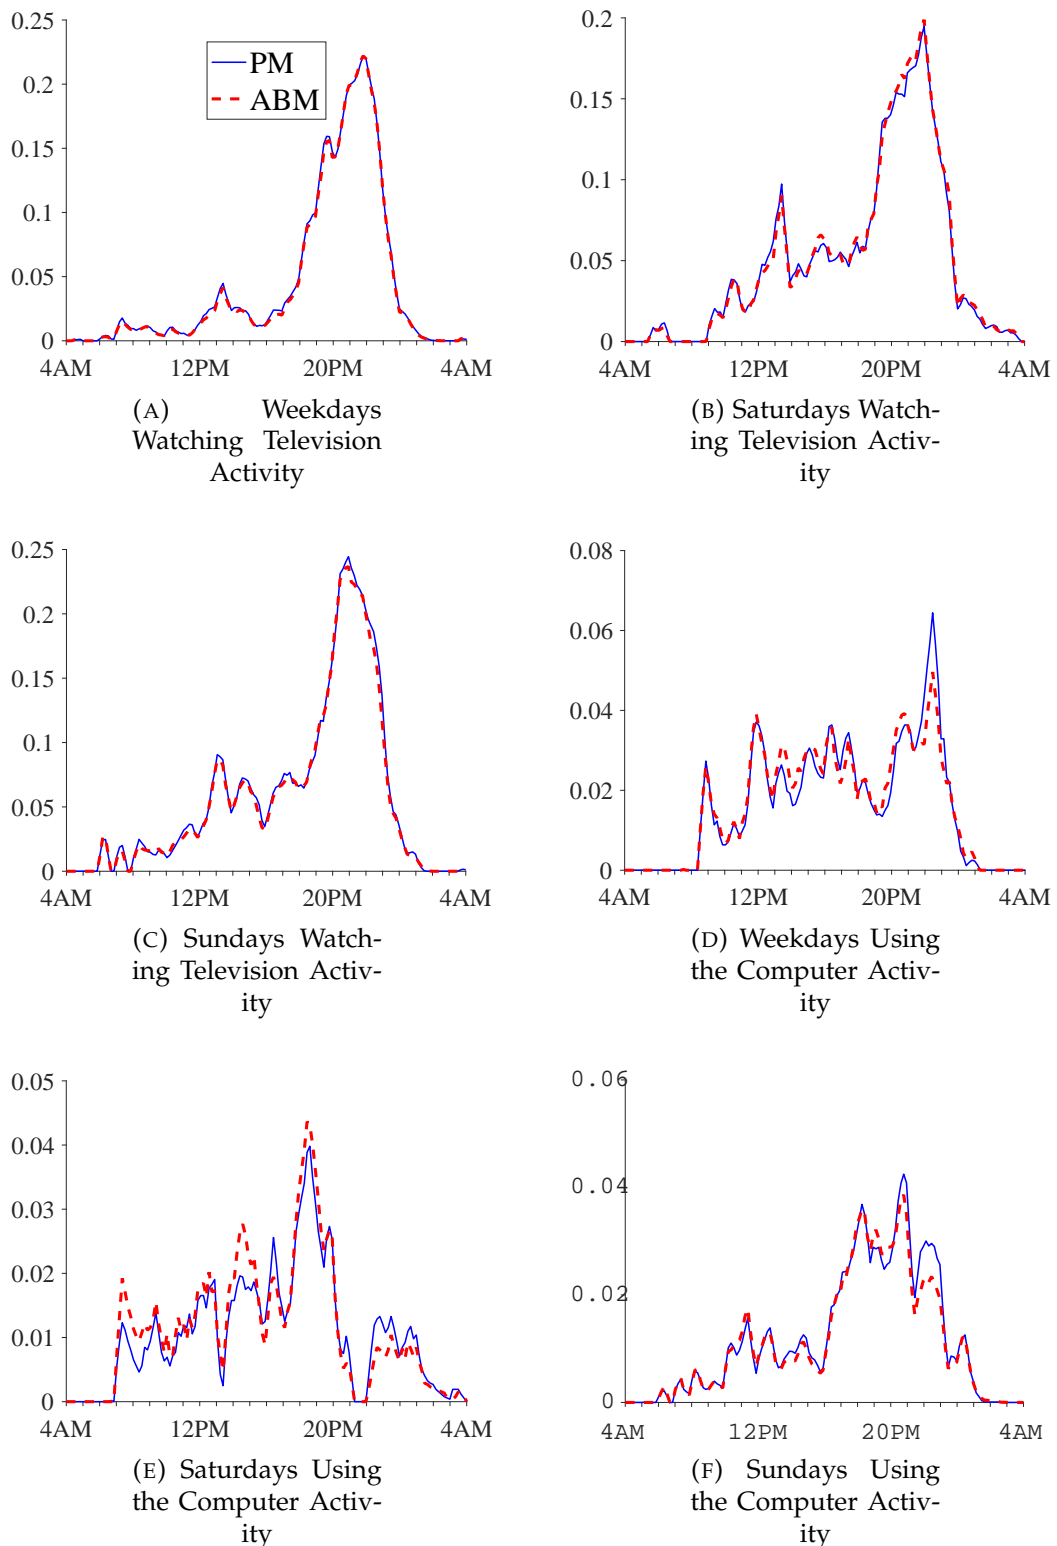 0.25
0.2
0.15
0.1
0.05
0
PM
ABM
4AM 12PM 20PM 4AM
(A) Weekdays
Watching Television
Activity
0.2
0.15
0.1
0.05
0
4AM 12PM 20PM 4AM
(B) Saturdays Watch-
ing Television Activ-
ity
0.25
0.2
0.15
0.1
0.05
0
4AM 12PM 20PM 4AM
(C) Sundays Watch-
ing Television Activ-
ity
0.08
0.06
0.04
0.02
0
4AM 12PM 20PM 4AM
(D) Weekdays Using
the Computer Activ-
ity
0.05
0.04
0.03
0.02
0.01
0
4AM 12PM 20PM 4AM
(E) Saturdays Using
the Computer Activ-
ity
0.06
0.04
0.02
0
4AM 12PM 20PM 4AM
(F) Sundays Using
the Computer Activ-
ity